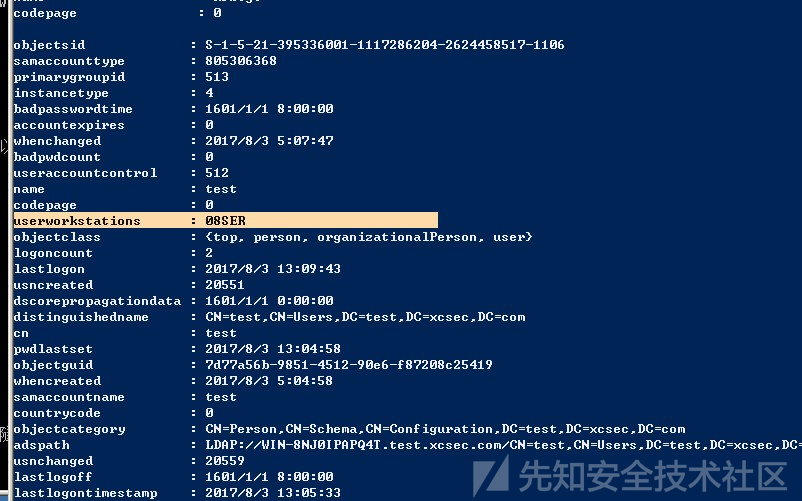 codepage : 0
objectsid : S-1-5-21-395336001-1117286204-2624458517-1106
samaccounttype : 805306368
primarygroupid : 513
instancetype : 4
badpasswordtime : 1601/1/1 8:00:00
accountexpires : 0
whenchanged : 2017/8/3 5:07:47
badpwdcount : 0
useraccountcontrol : 512
name : test
codepage : 0
userworkstations : 08SER
objectclass : {top, person, organizationalPerson, user}
logoncount : 2
lastlogon : 2017/8/3 13:09:43
usncreated : 20551
dscorepropagationdata : 1601/1/1 0:00:00
distinguishedname : CN=test,CN=Users,DC=test,DC=xcsec,DC=com
cn : test
pwdlastset : 2017/8/3 13:04:58
objectguid : 7d77a56b-9851-4512-90e6-f87208c25419
whencreated : 2017/8/3 5:04:58
samaccountname : test
countrycode : 0
objectcategory : CN=Person,CN=Schema,CN=Configuration,DC=test,DC=xcsec,DC=com
adspath : LDAP://WIN-8NJ0IPAPQ4T.test.xcsec.com/CN=test,CN=Users,DC=test,DC=xcsec,DC=
usnchanged : 20559
lastlogoff : 1601/1/1 8:00:00
lastlogontimestamp : 2017/8/3 13:05:33
先知安全技术社区